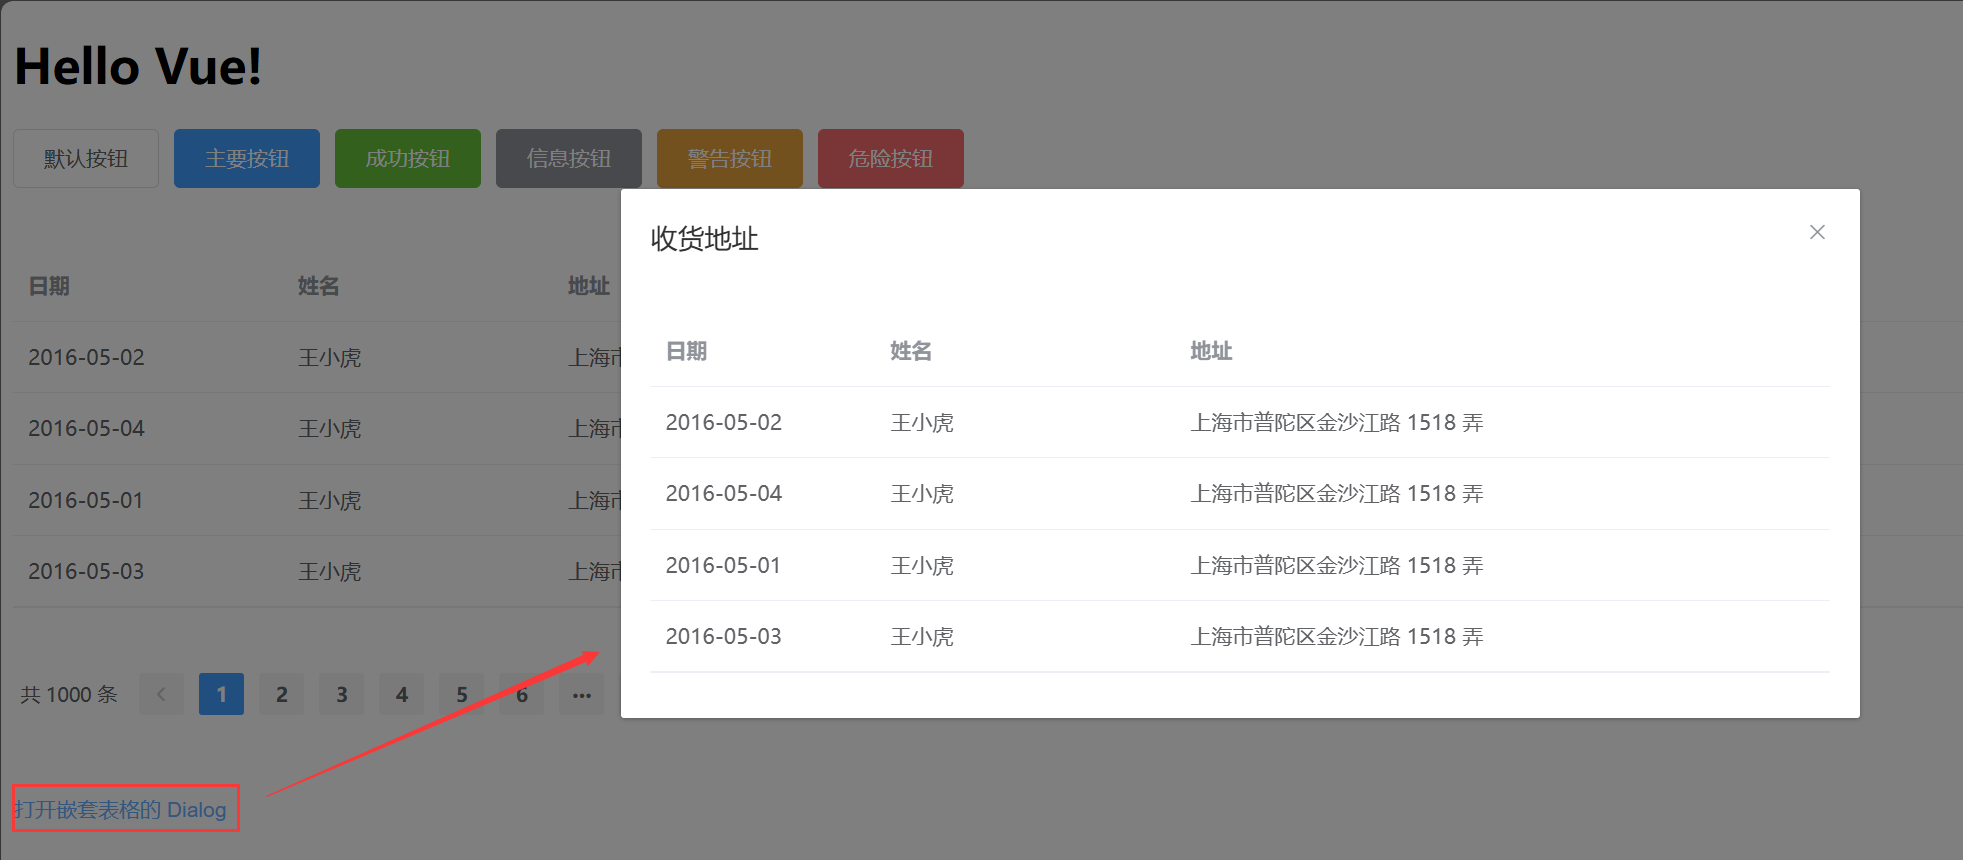 Hello Vue!
默认按钮 主要按钮 成功按钮 信息按钮 警告按钮 危险按钮
日期 姓名 地址
2016-05-02 王小虎 上海市
2016-05-04 王小虎 上海市
2016-05-01 王小虎 上海市
2016-05-03 王小虎 上海市
共 1000 条 1 2 3 4 5 6 ...
打开嵌套表格的 Dialog
收货地址
日期 姓名 地址
2016-05-02 王小虎 上海市普陀区金沙江路 1518 弄
2016-05-04 王小虎 上海市普陀区金沙江路 1518 弄
2016-05-01 王小虎 上海市普陀区金沙江路 1518 弄
2016-05-03 王小虎 上海市普陀区金沙江路 1518 弄